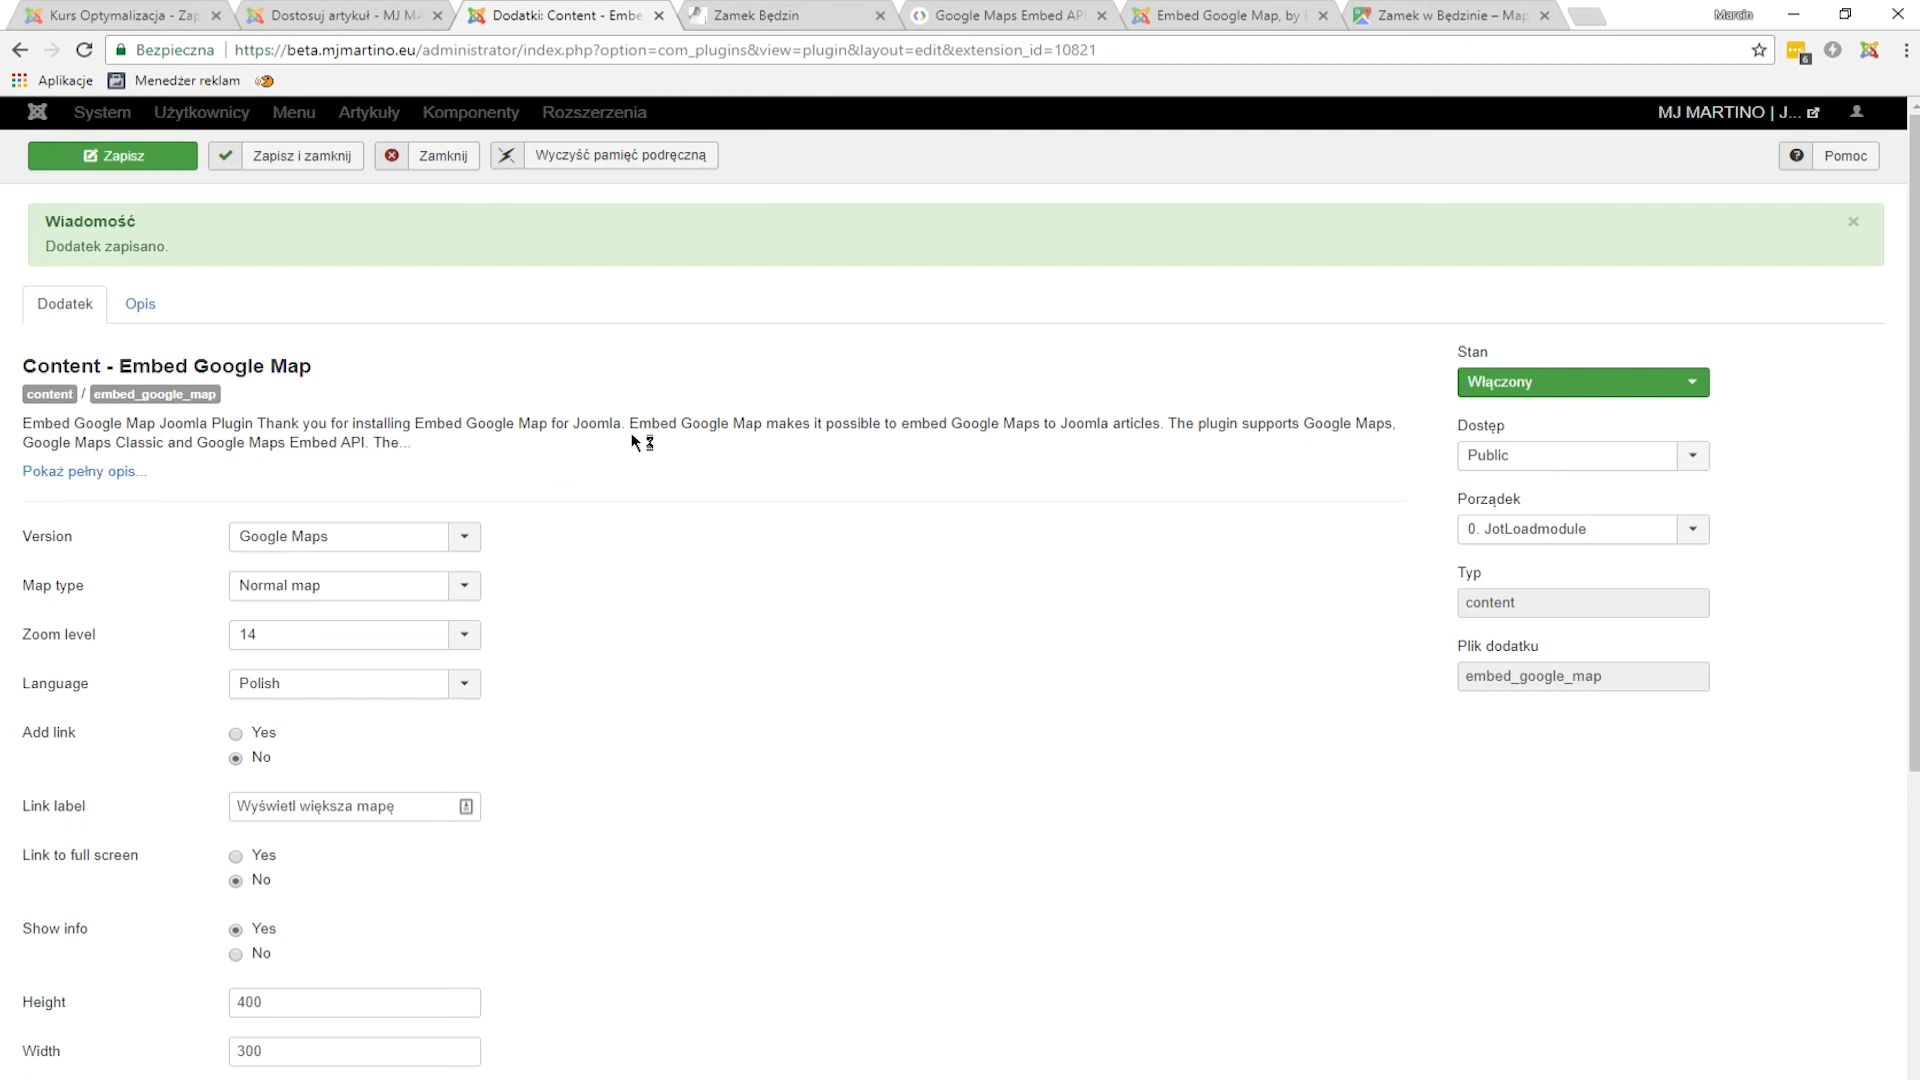 Kurs Optymalizacja - Zap
Dostosuj artykuł - MJ MA
Dodatki: Content - Embe
Zamek Będzin
Google Maps Embed API
Embed Google Map, by
Zamek w Będzinie – Map
Marcin
Bezpieczna
https://beta.mjmartino.eu/administrator/index.php?option=com_plugins&view=plugin&layout=edit&extension_id=10821
6
Aplikacje
Menedżer reklam
System
Użytkownicy
Menu
Artykuły
Komponenty
Rozszerzenia
MJ MARTINO | J...
Zapisz
Zapisz i zamknij
Zamknij
Wyczyść pamięć podręczną
Pomoc
Wiadomość
Dodatek zapisano.
Dodatek
Opis
Content - Embed Google Map
content / embed_google_map
Embed Google Map Joomla Plugin Thank you for installing Embed Google Map for Joomla. Embed Google Map makes it possible to embed Google Maps to Joomla articles. The plugin supports Google Maps,
Google Maps Classic and Google Maps Embed API. The...
Pokaż pełny opis...
Version
Google Maps
Map type
Normal map
Zoom level
14
Language
Polish
Add link
Yes
No
Link label
Wyświetl większa mapę
Link to full screen
Yes
No
Show info
Yes
No
Height
400
Width
300
Stan
Włączony
Dostęp
Public
Porządek
0. JotLoadmodule
Typ
content
Plik dodatku
embed_google_map